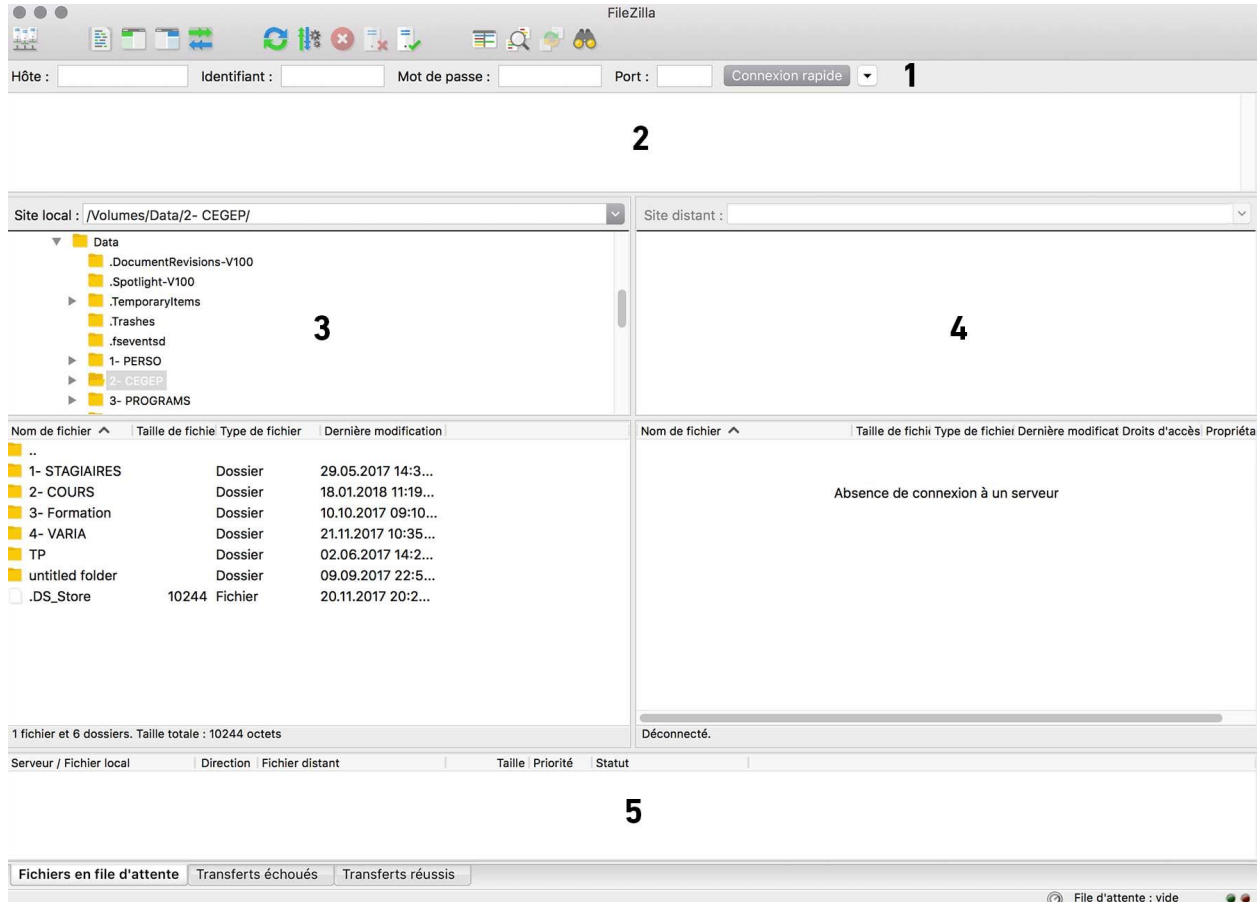 FileZilla
Hôte : Identifiant : Mot de passe : Port : Connexion rapide 1
2
Site local : /Volumes/Data/2- CEGEP/
Site distant :
Data
.DocumentRevisions-V100
.Spotlight-V100
.TemporaryItems
.Trashes
.fseventsd
1- PERSO
2- CEGEP
3- PROGRAMS
3
4
Nom de fichier Taille de fichie Type de fichier Dernière modification
..
1- STAGIAIRES Dossier 29.05.2017 14:3...
2- COURS Dossier 18.01.2018 11:19...
3- Formation Dossier 10.10.2017 09:10...
4- VARIA Dossier 21.11.2017 10:35...
TP Dossier 02.06.2017 14:2...
untitled folder Dossier 09.09.2017 22:5...
.DS_Store 10244 Fichier 20.11.2017 20:2...
1 fichier et 6 dossiers. Taille totale : 10244 octets
Nom de fichier Taille de fichi Type de fichie Dernière modificat Droits d'accès Propriéta
Absence de connexion à un serveur
Déconnecté.
Serveur / Fichier local Direction Fichier distant Taille Priorité Statut
5
Fichiers en file d'attente Transferts échoués Transferts réussis
File d'attente : vide